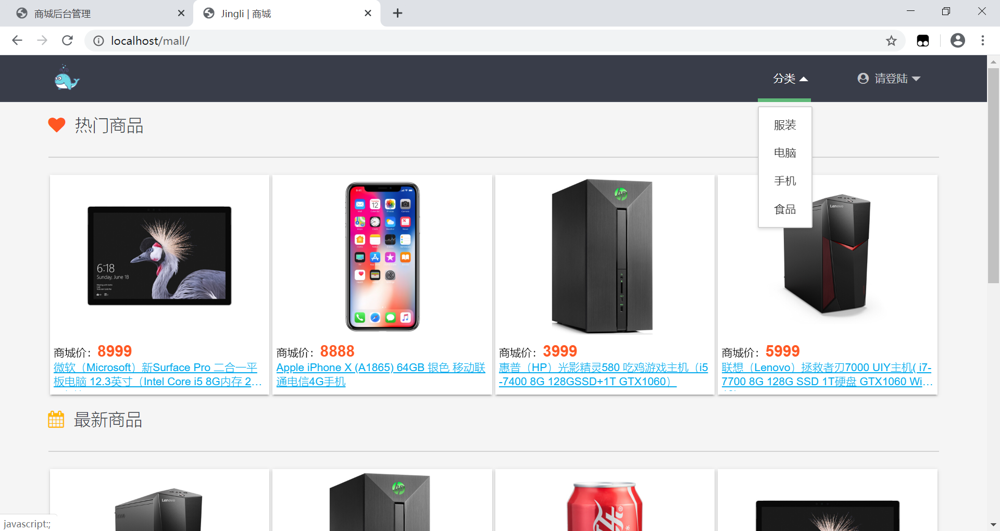 商城后台管理
Jingli | 商城
localhost/mall/
分类
请登陆
热门商品
服装
电脑
手机
食品
6:18
Sunday, June 18
hp
Lenovo
商城价：8999
微软（Microsoft）新Surface Pro 二合一平
板电脑 12.3英寸（Intel Core i5 8G内存 2...
商城价：8888
Apple iPhone X (A1865) 64GB 银色 移动联
通电信4G手机
商城价：3999
惠普（HP）光影精灵580 吃鸡游戏主机（i5
-7400 8G 128GSSD+1T GTX1060）
商城价：5999
联想（Lenovo）拯救者刃7000 UIY主机( i7-
7700 8G 128G SSD 1T硬盘 GTX1060 Wi...
最新商品
Lenovo
hp
javascript:;